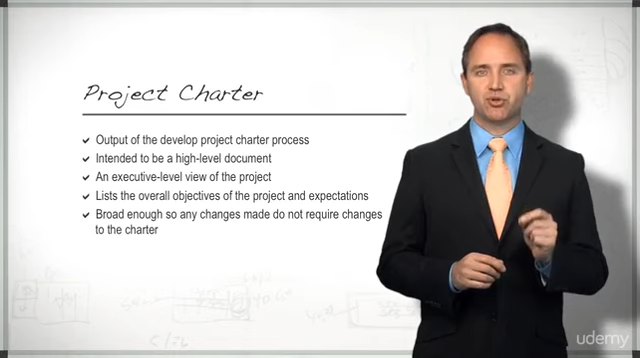 Project Charter
✓ Output of the develop project charter process
✓ Intended to be a high-level document
✓ An executive-level view of the project
✓ Lists the overall objectives of the project and expectations
✓ Broad enough so any changes made do not require changes
to the charter
udemy